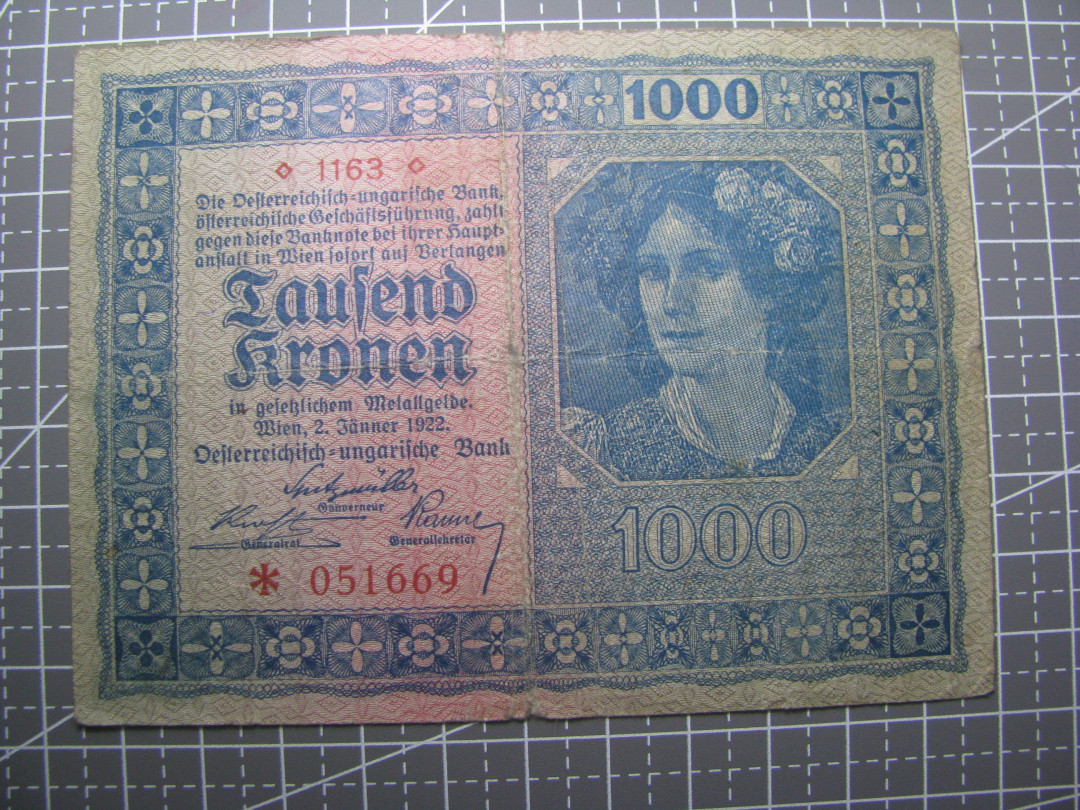 1000
⋄ 1163 ⋄
Die Oeſterreichiſch-ungariſche Bank,
öſterreichiſche Geſchäftsführung, zahlt
gegen dieſe Banknote bei ihrer Haupt-
anſtalt in Wien ſofort auf Verlangen
Tauſend
Kronen
in geſetzlichem Metallgelde.
Wien, 2. Jänner 1922.
Oeſterreichiſch-ungariſche Bank
Spitzmüller
Gouverneur
Generalrat
Generalſekretär
* 051669
1000